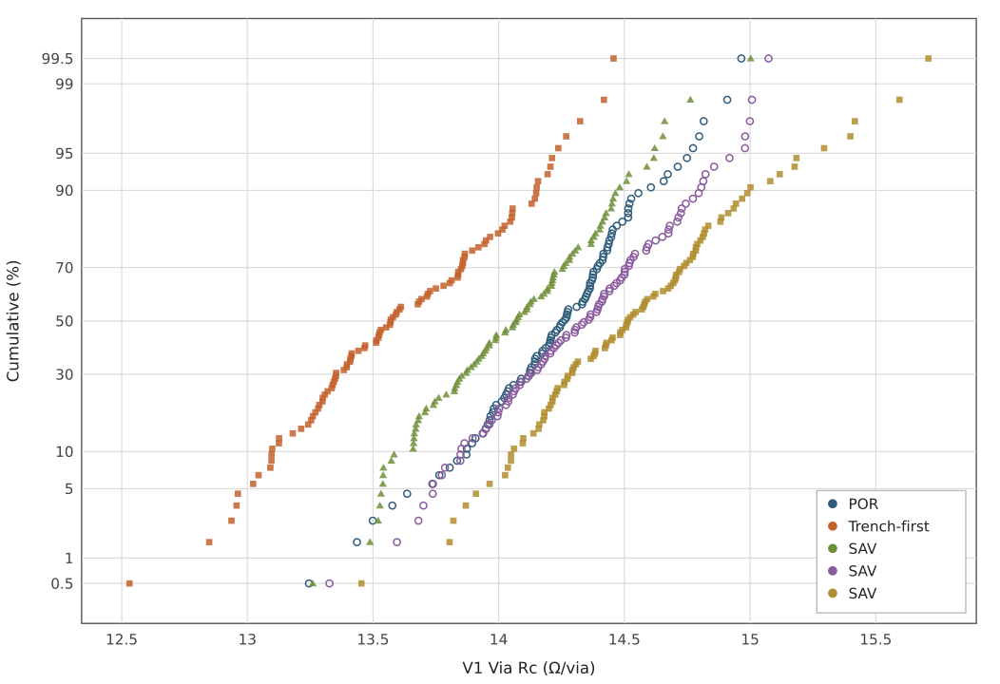 99.5
99
95
90
70
50
30
10
5
1
0.5
Cumulative (%)
12.5
13
13.5
14
14.5
15
15.5
V1 Via Rc (Ω/via)
POR
Trench-first
SAV
SAV
SAV